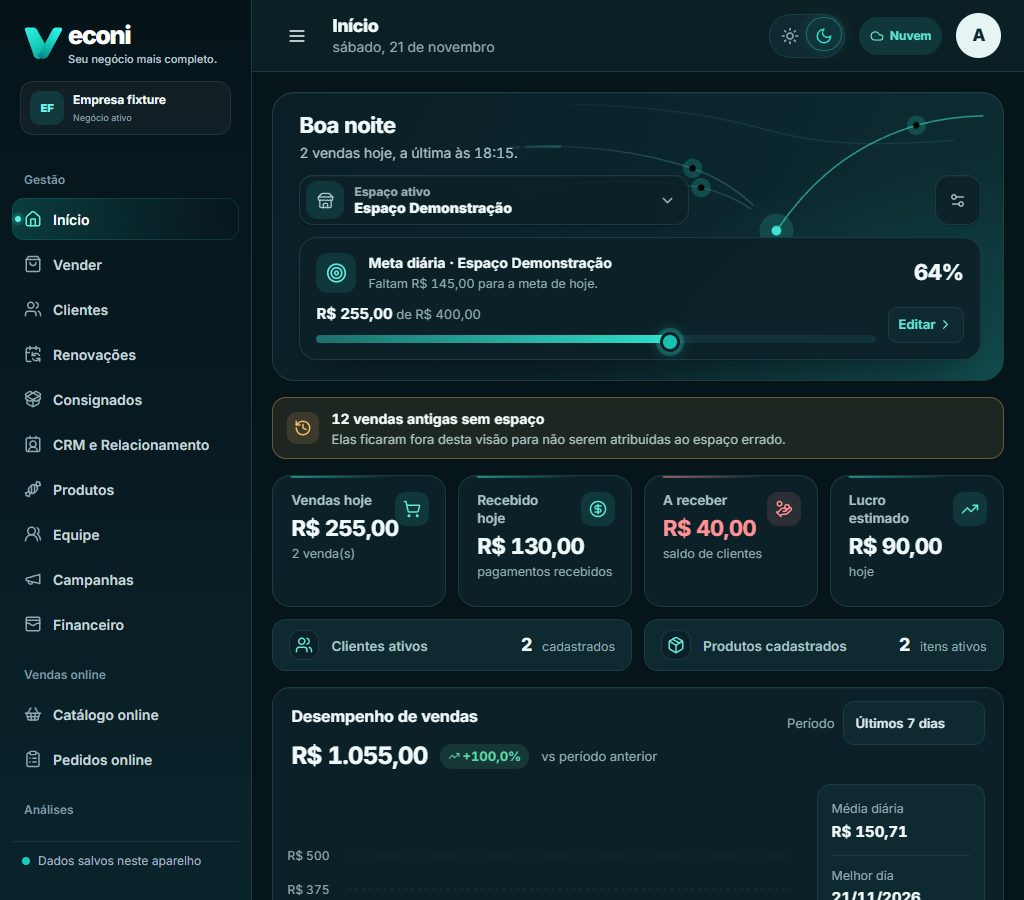 Veconi
Seu negócio mais completo.
EF
Empresa fixture
Negócio ativo
Gestão
Início
Vender
Clientes
Renovações
Consignados
CRM e Relacionamento
Produtos
Equipe
Campanhas
Financeiro
Vendas online
Catálogo online
Pedidos online
Análises
Dados salvos neste aparelho
Início
sábado, 21 de novembro
Nuvem
A
Boa noite
2 vendas hoje, a última às 18:15.
Espaço ativo
Espaço Demonstração
Meta diária · Espaço Demonstração
Faltam R$ 145,00 para a meta de hoje.
64%
R$ 255,00 de R$ 400,00
Editar
12 vendas antigas sem espaço
Elas ficaram fora desta visão para não serem atribuídas ao espaço errado.
Vendas hoje
R$ 255,00
2 venda(s)
Recebido
hoje
R$ 130,00
pagamentos recebidos
A receber
R$ 40,00
saldo de clientes
Lucro
estimado
R$ 90,00
hoje
Clientes ativos
2 cadastrados
Produtos cadastrados
2 itens ativos
Desempenho de vendas
Período
Últimos 7 dias
R$ 1.055,00
+100,0%
vs período anterior
Média diária
R$ 150,71
Melhor dia
21/11/2026
R$ 500
R$ 375